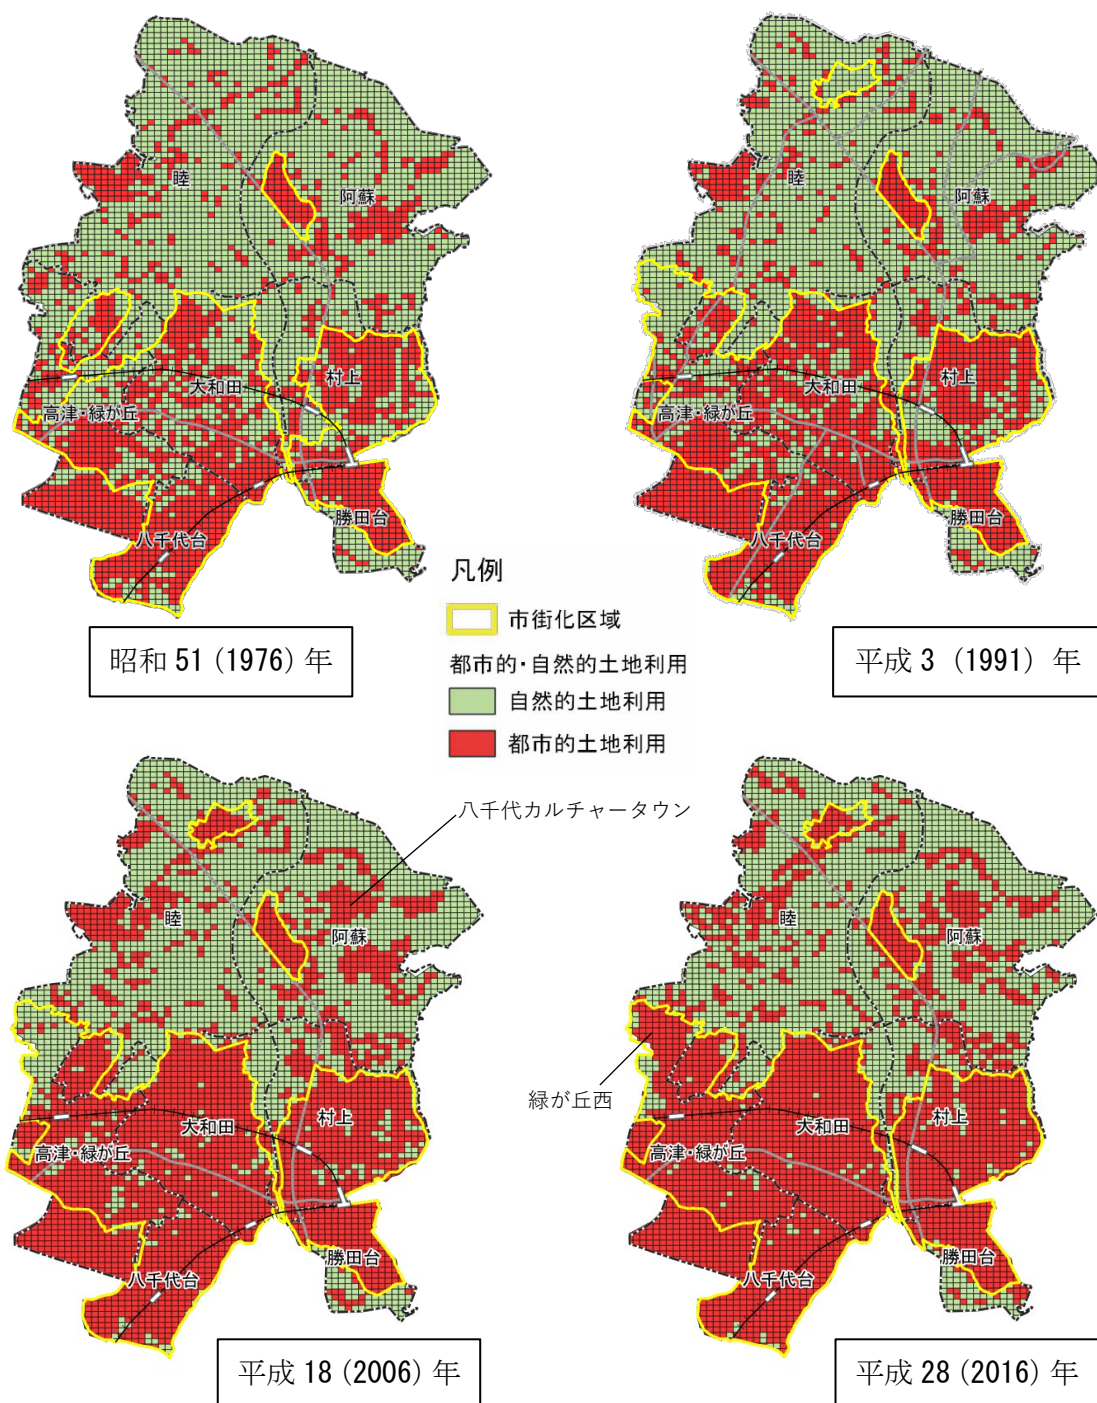 睦
阿蘇
大和田
村上
高津・緑が丘
勝田台
八千代台
昭和 51 (1976) 年
睦
阿蘇
大和田
村上
高津・緑が丘
勝田台
八千代台
平成 3 (1991) 年
凡例
市街化区域
都市的・自然的土地利用
自然的土地利用
都市的土地利用
八千代カルチャータウン
睦
阿蘇
村上
大和田
高津・緑が丘
勝田台
八千代台
平成 18 (2006) 年
睦
阿蘇
緑が丘西
村上
大和田
高津・緑が丘
勝田台
八千代台
平成 28 (2016) 年